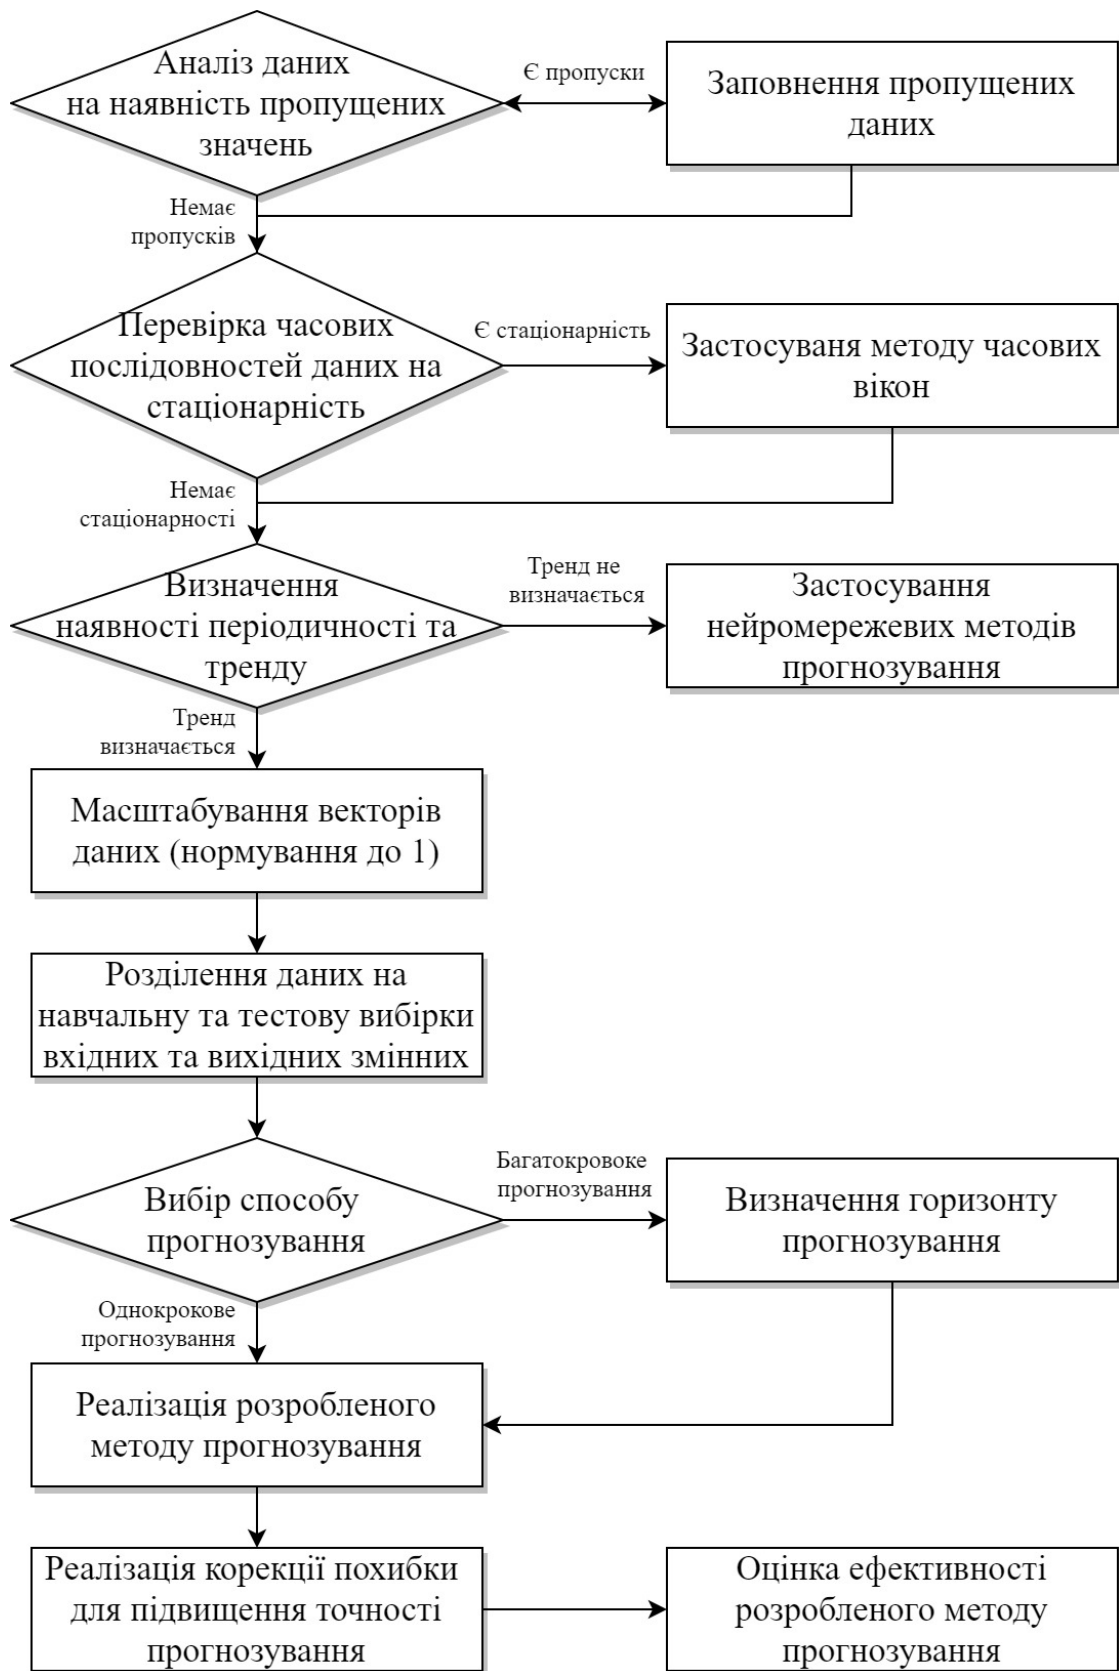 Аналіз даних
на наявність пропущених
значень
Є пропуски
Заповнення пропущених
даних
Немає
пропусків
Перевірка часових
послідовностей даних на
стаціонарність
Є стаціонарність
Застосуваня методу часових
вікон
Немає
стаціонарності
Визначення
наявності періодичності та
тренду
Тренд не
визначається
Застосування
нейромережевих методів
прогнозування
Тренд
визначається
Масштабування векторів
даних (нормування до 1)
Розділення даних на
навчальну та тестову вибірки
вхідних та вихідних змінних
Вибір способу
прогнозування
Багатокровоке
прогнозування
Визначення горизонту
прогнозування
Однокрокове
прогнозування
Реалізація розробленого
методу прогнозування
Реалізація корекції похибки
для підвищення точності
прогнозування
Оцінка ефективності
розробленого методу
прогнозування